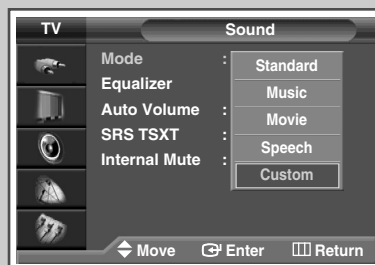 TV Sound
Mode :
Equalizer
Auto Volume :
SRS TSXT :
Internal Mute :
Standard
Music
Movie
Speech
Custom
Move Enter Return